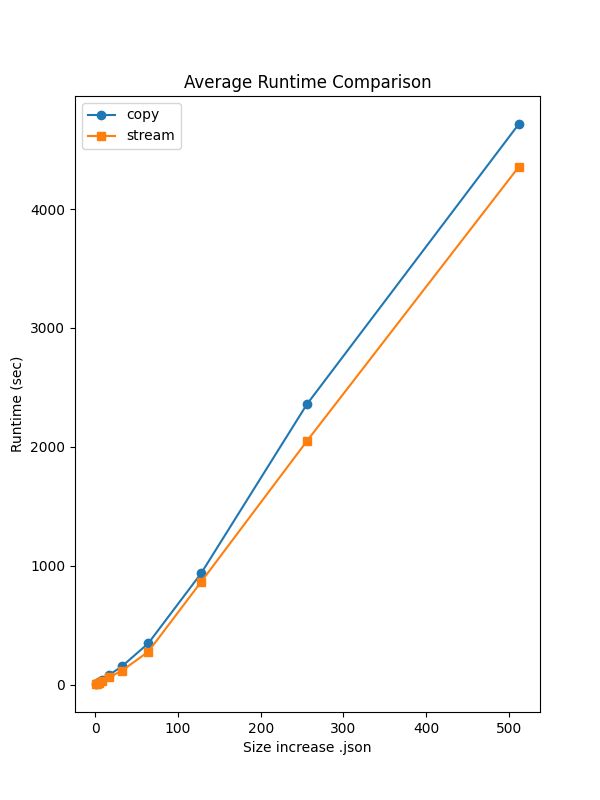 Average Runtime Comparison
copy
stream
Runtime (sec)
4000
3000
2000
1000
0
0 100 200 300 400 500
Size increase .json